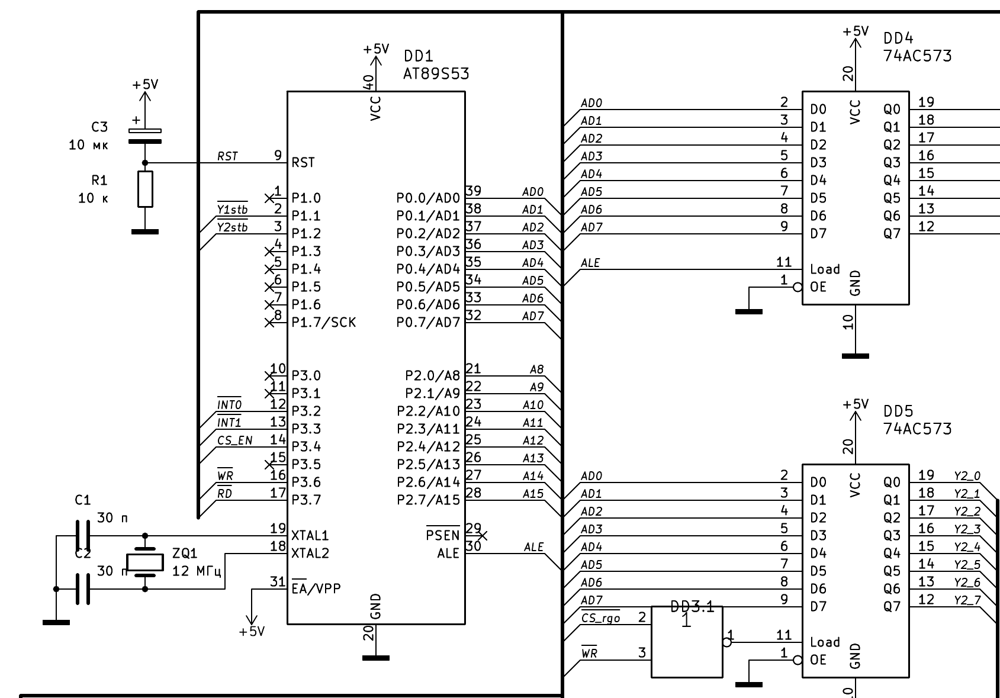 +5V
C3
+
10 мк
R1
10 к
+5V
DD1
AT89S53
40
VCC
RST 9 RST
1 P1.0
Y1stb 2 P1.1
Y2stb 3 P1.2
4 P1.3
5 P1.4
6 P1.5
7 P1.6
8 P1.7/SCK
10 P3.0
11 P3.1
INT0 12 P3.2
INT1 13 P3.3
CS_EN 14 P3.4
15 P3.5
WR 16 P3.6
RD 17 P3.7
19 XTAL1
18 XTAL2
31 EA/VPP
+5V
P0.0/AD0 39 AD0
P0.1/AD1 38 AD1
P0.2/AD2 37 AD2
P0.3/AD3 36 AD3
P0.4/AD4 35 AD4
P0.5/AD5 34 AD5
P0.6/AD6 33 AD6
P0.7/AD7 32 AD7
P2.0/A8 21 A8
P2.1/A9 22 A9
P2.2/A10 23 A10
P2.3/A11 24 A11
P2.4/A12 25 A12
P2.5/A13 26 A13
P2.6/A14 27 A14
P2.7/A15 28 A15
PSEN 29
ALE 30 ALE
GND
20
C1
30 п
C2
30 п
ZQ1
12 МГц
+5V
DD4
74AC573
20
VCC
AD0 2 D0 Q0 19
AD1 3 D1 Q1 18
AD2 4 D2 Q2 17
AD3 5 D3 Q3 16
AD4 6 D4 Q4 15
AD5 7 D5 Q5 14
AD6 8 D6 Q6 13
AD7 9 D7 Q7 12
ALE 11 Load
1 OE
GND
10
+5V
DD5
74AC573
20
VCC
AD0 2 D0 Q0 19 Y2_0
AD1 3 D1 Q1 18 Y2_1
AD2 4 D2 Q2 17 Y2_2
AD3 5 D3 Q3 16 Y2_3
AD4 6 D4 Q4 15 Y2_4
AD5 7 D5 Q5 14 Y2_5
AD6 8 D6 Q6 13 Y2_6
AD7 9 D7 Q7 12 Y2_7
DD3.1
1
CS_rgo 2
WR 3
1 11 Load
1 OE
GND